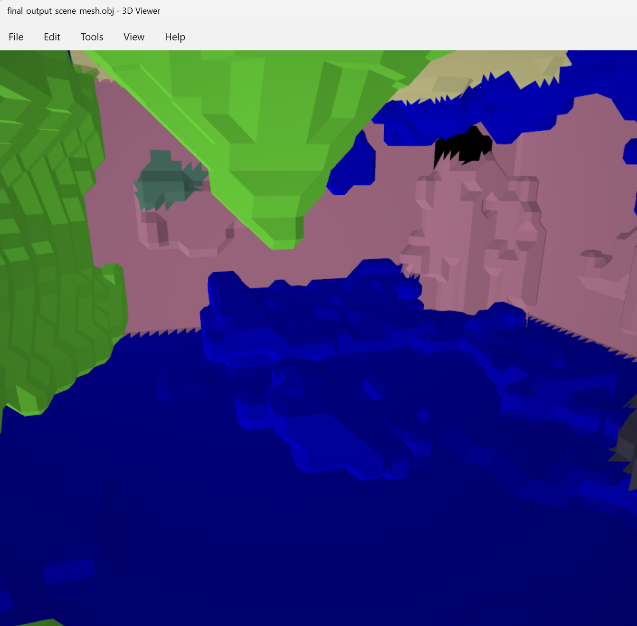 final output scene mesh.obj - 3D Viewer
File Edit Tools View Help